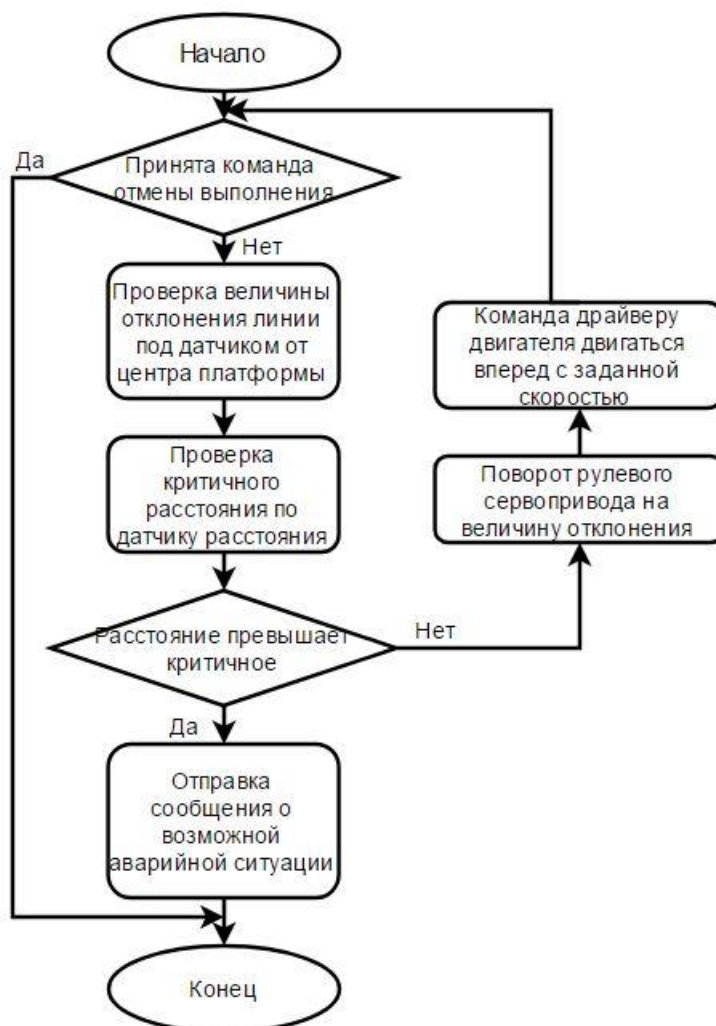 Начало
Да
Принята команда
отмены выполнения
Нет
Проверка величины
отклонения линии
под датчиком от
центра платформы
Команда драйверу
двигателя двигаться
вперед с заданной
скоростью
Проверка
критичного
расстояния по
датчику расстояния
Поворот рулевого
сервопривода на
величину отклонения
Расстояние превышает
критичное
Нет
Да
Отправка
сообщения о
возможной
аварийной ситуации
Конец